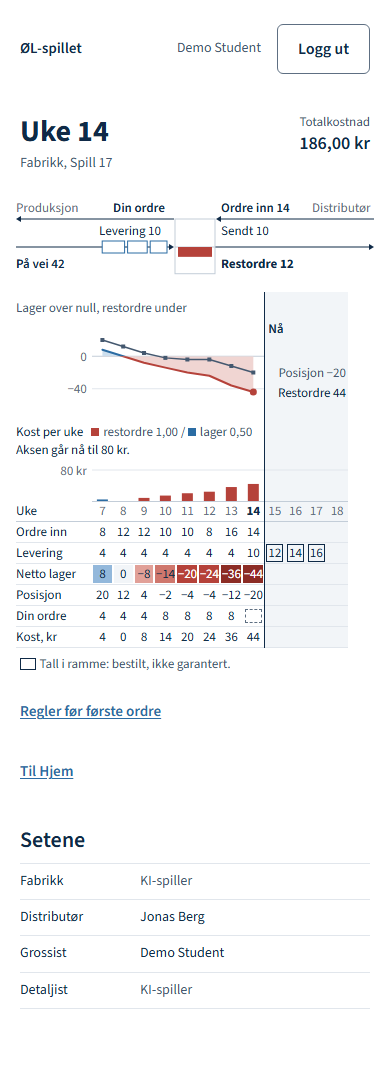 ØL-spillet Demo Student Logg ut
Uke 14 Totalkostnad
186,00 kr
Fabrikk, Spill 17
Produksjon Din ordre Ordre inn 14 Distributør
Levering 10 Sendt 10
På vei 42 Restordre 12
Lager over null, restordre under
Nå
0
Posisjon −20
−40 Restordre 44
Kost per uke restordre 1,00 / lager 0,50
Aksen går nå til 80 kr.
80 kr
Uke 7 8 9 10 11 12 13 14 15 16 17 18
Ordre inn 8 12 12 10 10 8 16 14
Levering 4 4 4 4 4 4 4 10 12 14 16
Netto lager 8 0 −8 −14 −20 −24 −36 −44
Posisjon 20 12 4 −2 −4 −4 −12 −20
Din ordre 4 4 4 8 8 8 8
Kost, kr 4 0 8 14 20 24 36 44
Tall i ramme: bestilt, ikke garantert.
Regler før første ordre
Til Hjem
Setene
Fabrikk KI-spiller
Distributør Jonas Berg
Grossist Demo Student
Detaljist KI-spiller